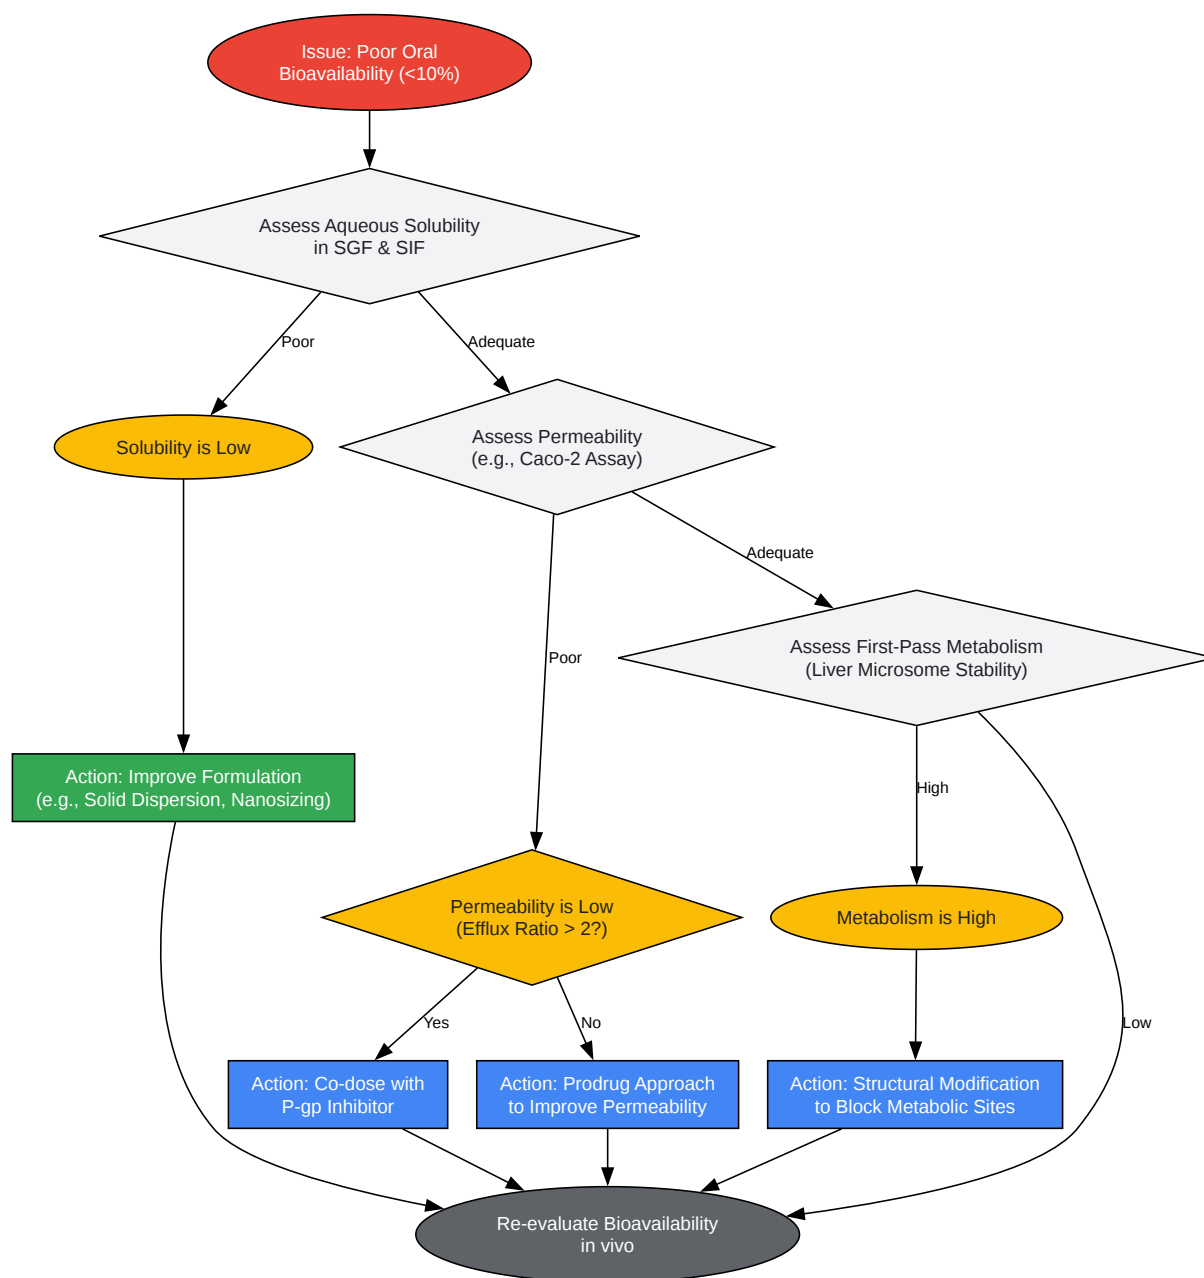 Issue: Poor Oral
Bioavailability (<10%)
Assess Aqueous Solubility
in SGF & SIF
Poor
Adequate
Solubility is Low
Assess Permeability
(e.g., Caco-2 Assay)
Adequate
Poor
Assess First-Pass Metabolism
(Liver Microsome Stability)
Action: Improve Formulation
(e.g., Solid Dispersion, Nanosizing)
High
Permeability is Low
(Efflux Ratio > 2?)
Metabolism is High
Yes
No
Low
Action: Co-dose with
P-gp Inhibitor
Action: Prodrug Approach
to Improve Permeability
Action: Structural Modification
to Block Metabolic Sites
Re-evaluate Bioavailability
in vivo